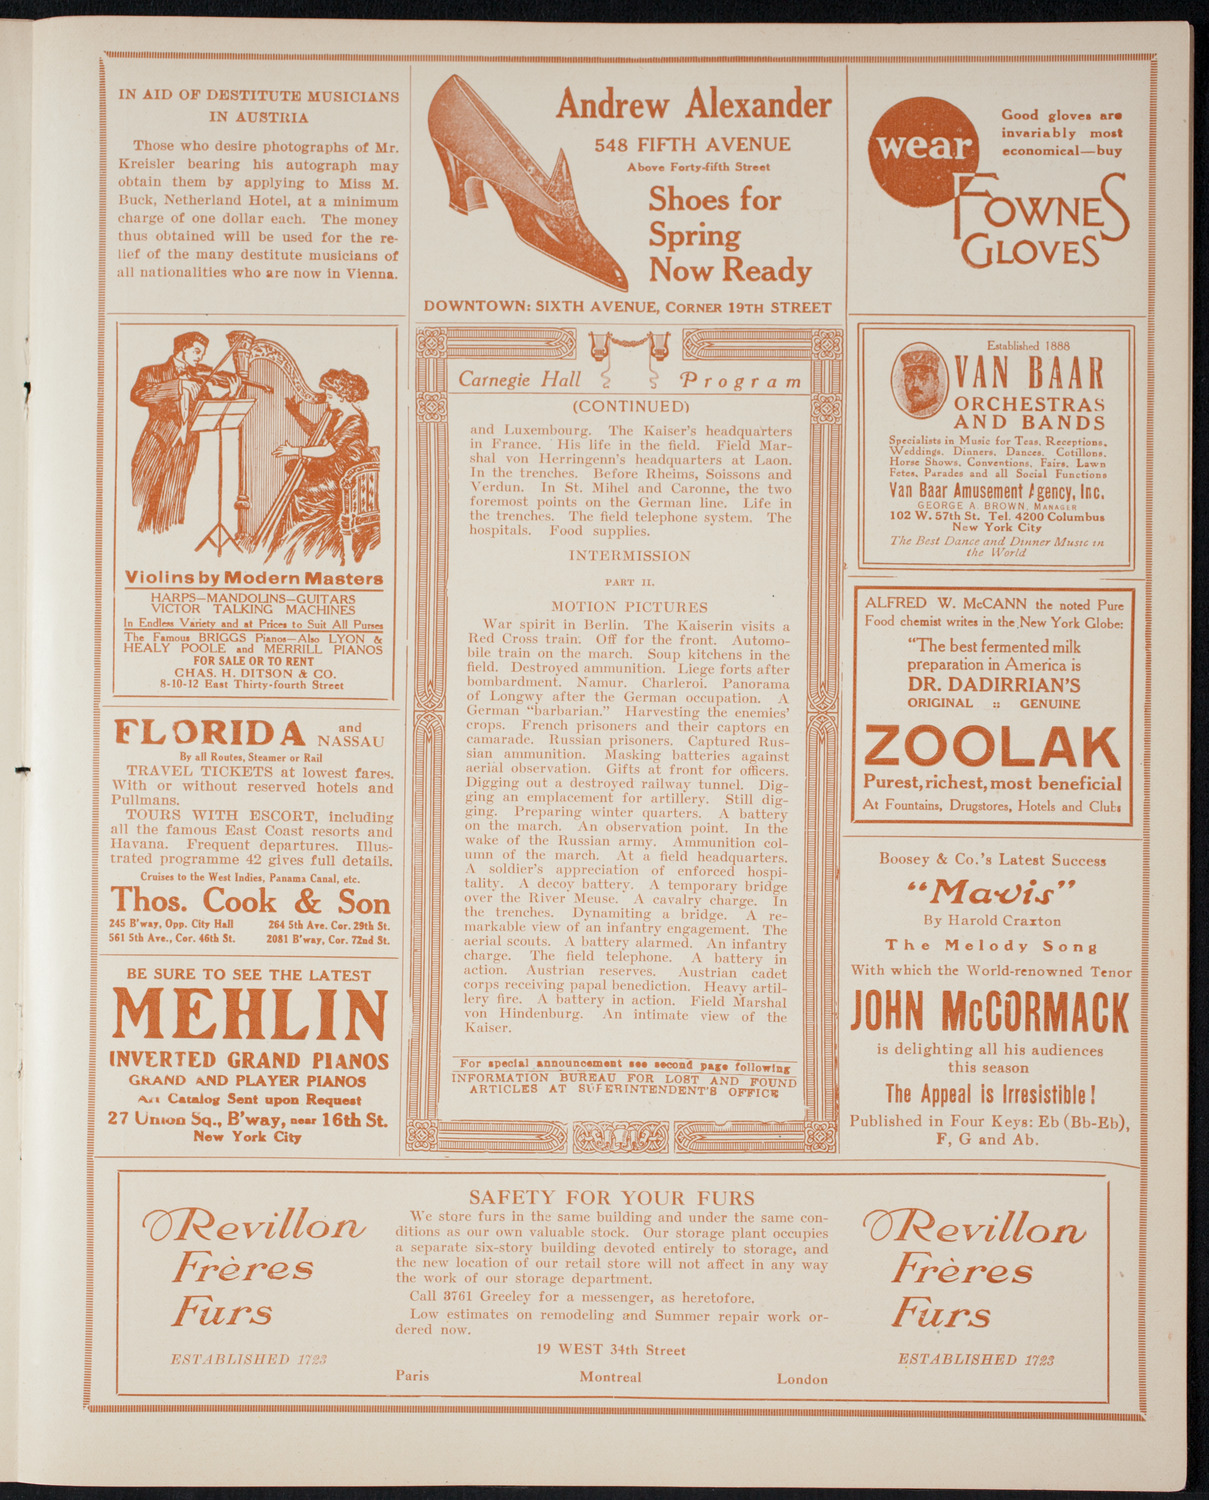 IN AID OF DESTITUTE MUSICIANS
IN AUSTRIA
Those who desire photographs of Mr.
Kreisler bearing his autograph may
obtain them by applying to Miss M.
Buck, Netherland Hotel, at a minimum
charge of one dollar each. The money
thus obtained will be used for the re-
lief of the many destitute musicians of
all nationalities who are now in Vienna.
Andrew Alexander
548 FIFTH AVENUE
Above Forty-fifth Street
Shoes for
Spring
Now Ready
DOWNTOWN: SIXTH AVENUE, CORNER 19TH STREET
wear
Good gloves are
invariably most
economical—buy
FOWNES
GLOVES
Violins by Modern Masters
HARPS—MANDOLINS—GUITARS
VICTOR TALKING MACHINES
In Endless Variety and at Prices to Suit All Purses
The Famous BRIGGS Pianos—Also LYON &
HEALY POOLE and MERRILL PIANOS
FOR SALE OR TO RENT
CHAS. H. DITSON & CO.
8-10-12 East Thirty-fourth Street
FLORIDA and
NASSAU
By all Routes, Steamer or Rail
TRAVEL TICKETS at lowest fares.
With or without reserved hotels and
Pullmans.
TOURS WITH ESCORT, including
all the famous East Coast resorts and
Havana. Frequent departures. Illus-
trated programme 42 gives full details.
Cruises to the West Indies, Panama Canal, etc.
Thos. Cook & Son
245 B'way, Opp. City Hall 264 5th Ave. Cor. 29th St.
561 5th Ave., Cor. 46th St. 2081 B'way, Cor. 72nd St.
BE SURE TO SEE THE LATEST
MEHLIN
INVERTED GRAND PIANOS
GRAND AND PLAYER PIANOS
Art Catalog Sent upon Request
27 Union Sq., B'way, near 16th St.
New York City
Carnegie Hall Program
(CONTINUED)
and Luxembourg. The Kaiser's headquarters
in France. His life in the field. Field Mar-
shal von Herringenn's headquarters at Laon.
In the trenches. Before Rheims, Soissons and
Verdun. In St. Mihel and Caronne, the two
foremost points on the German line. Life in
the trenches. The field telephone system. The
hospitals. Food supplies.
INTERMISSION
PART II.
MOTION PICTURES
War spirit in Berlin. The Kaiserin visits a
Red Cross train. Off for the front. Automo-
bile train on the march. Soup kitchens in the
field. Destroyed ammunition. Liege forts after
bombardment. Namur. Charleroi. Panorama
of Longwy after the German occupation. A
German "barbarian." Harvesting the enemies'
crops. French prisoners and their captors en
camarade. Russian prisoners. Captured Rus-
sian ammunition. Masking batteries against
aerial observation. Gifts at front for officers.
Digging out a destroyed railway tunnel. Dig-
ging an emplacement for artillery. Still dig-
ging. Preparing winter quarters. A battery
on the march. An observation point. In the
wake of the Russian army. Ammunition col-
umn of the march. At a field headquarters.
A soldier's appreciation of enforced hospi-
tality. A decoy battery. A temporary bridge
over the River Meuse. A cavalry charge. In
the trenches. Dynamiting a bridge. A re-
markable view of an infantry engagement. The
aerial scouts. A battery alarmed. An infantry
charge. The field telephone. A battery in
action. Austrian reserves. Austrian cadet
corps receiving papal benediction. Heavy artil-
lery fire. A battery in action. Field Marshal
von Hindenburg. An intimate view of the
Kaiser.
For special announcement see second page following
INFORMATION BUREAU FOR LOST AND FOUND
ARTICLES AT SUPERINTENDENT'S OFFICE
Established 1888
VAN BAAR
ORCHESTRAS
AND BANDS
Specialists in Music for Teas, Receptions,
Weddings, Dinners, Dances, Cotillons,
Horse Shows, Conventions, Fairs, Lawn
Fetes, Parades and all Social Functions
Van Baar Amusement Agency, Inc.
GEORGE A. BROWN, MANAGER
102 W. 57th St. Tel. 4200 Columbus
New York City
The Best Dance and Dinner Music in
the World
ALFRED W. McCANN the noted Pure
Food chemist writes in the New York Globe:
"The best fermented milk
preparation in America is
DR. DADIRRIAN'S
ORIGINAL :: GENUINE
ZOOLAK
Purest, richest, most beneficial
At Fountains, Drugstores, Hotels and Clubs
Boosey & Co.'s Latest Success
"Mavis"
By Harold Craxton
The Melody Song
With which the World-renowned Tenor
JOHN McCORMACK
is delighting all his audiences
this season
The Appeal is Irresistible!
Published in Four Keys: Eb (Bb-Eb),
F, G and Ab.
Revillon
Frères
Furs
ESTABLISHED 1723
SAFETY FOR YOUR FURS
We store furs in the same building and under the same con-
ditions as our own valuable stock. Our storage plant occupies
a separate six-story building devoted entirely to storage, and
the new location of our retail store will not affect in any way
the work of our storage department.
Call 3761 Greeley for a messenger, as heretofore.
Low estimates on remodeling and Summer repair work or-
dered now.
19 WEST 34th Street
Paris Montreal London
Revillon
Frères
Furs
ESTABLISHED 1723